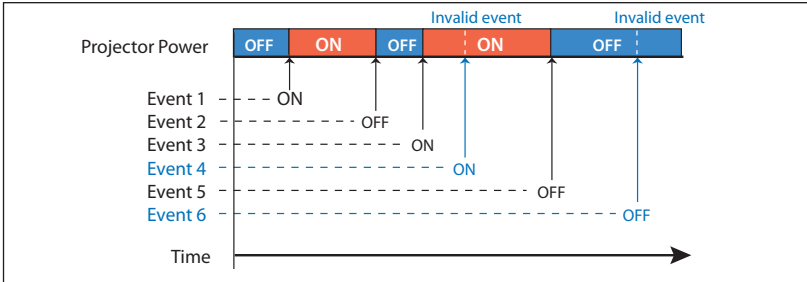 Invalid event Invalid event
Projector Power OFF ON OFF ON OFF
Event 1 ON
Event 2 OFF
Event 3 ON
Event 4 ON
Event 5 OFF
Event 6 OFF
Time